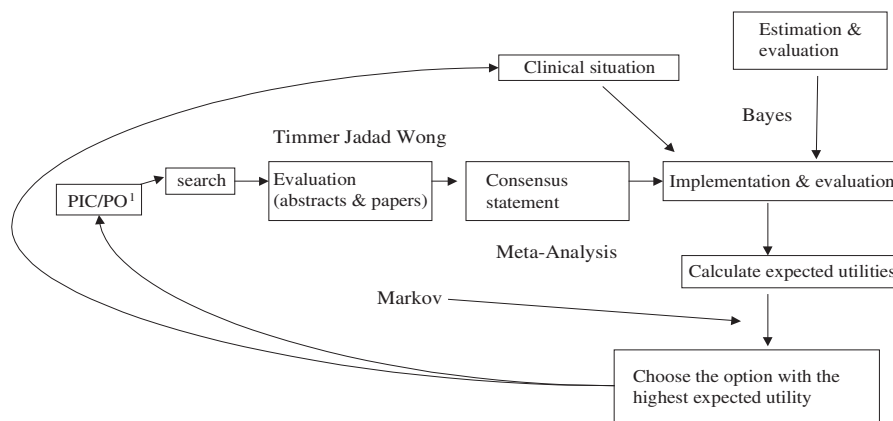 Estimation &
evaluation
Clinical situation
Bayes
Timmer Jadad Wong
search
Evaluation
(abstracts & papers)
Consensus
statement
Implementation & evaluation
PIC/PO¹
Meta-Analysis
Calculate expected utilities
Markov
Choose the option with the
highest expected utility